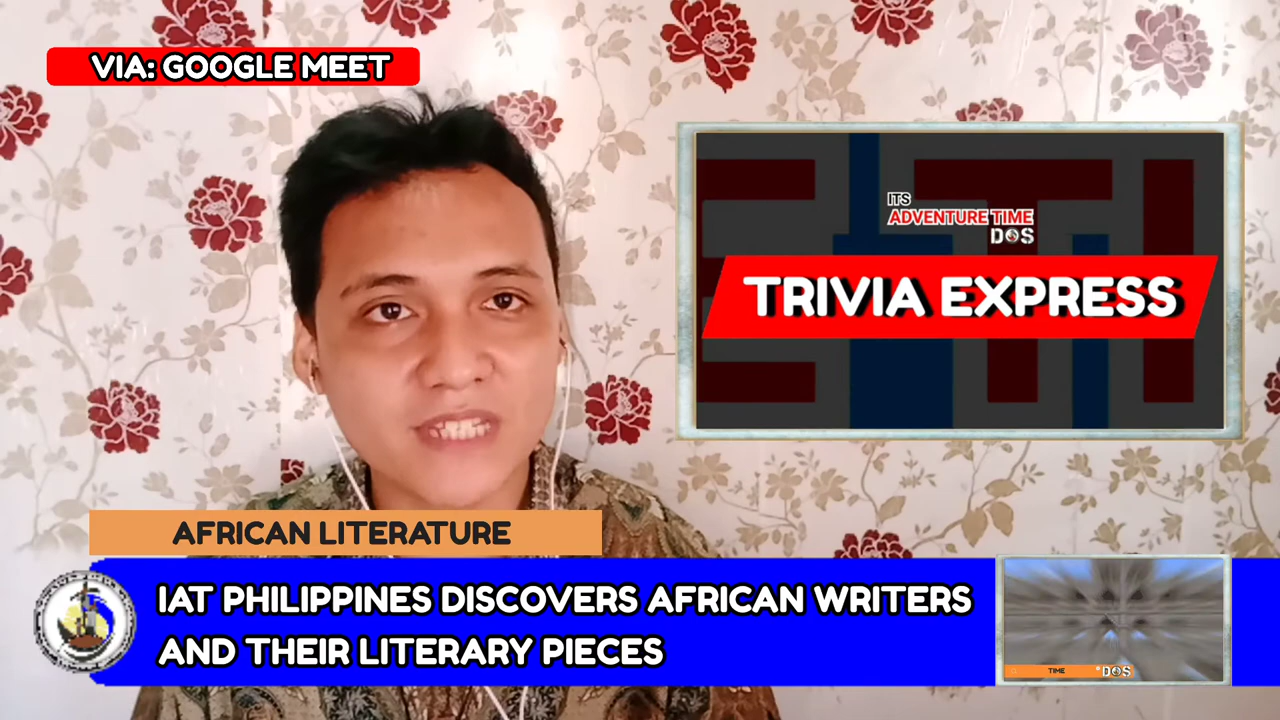 VIA: GOOGLE MEET
ITS
ADVENTURE TIME
DOS
TRIVIA EXPRESS
AFRICAN LITERATURE
IAT PHILIPPINES DISCOVERS AFRICAN WRITERS
AND THEIR LITERARY PIECES
TIME
DOS